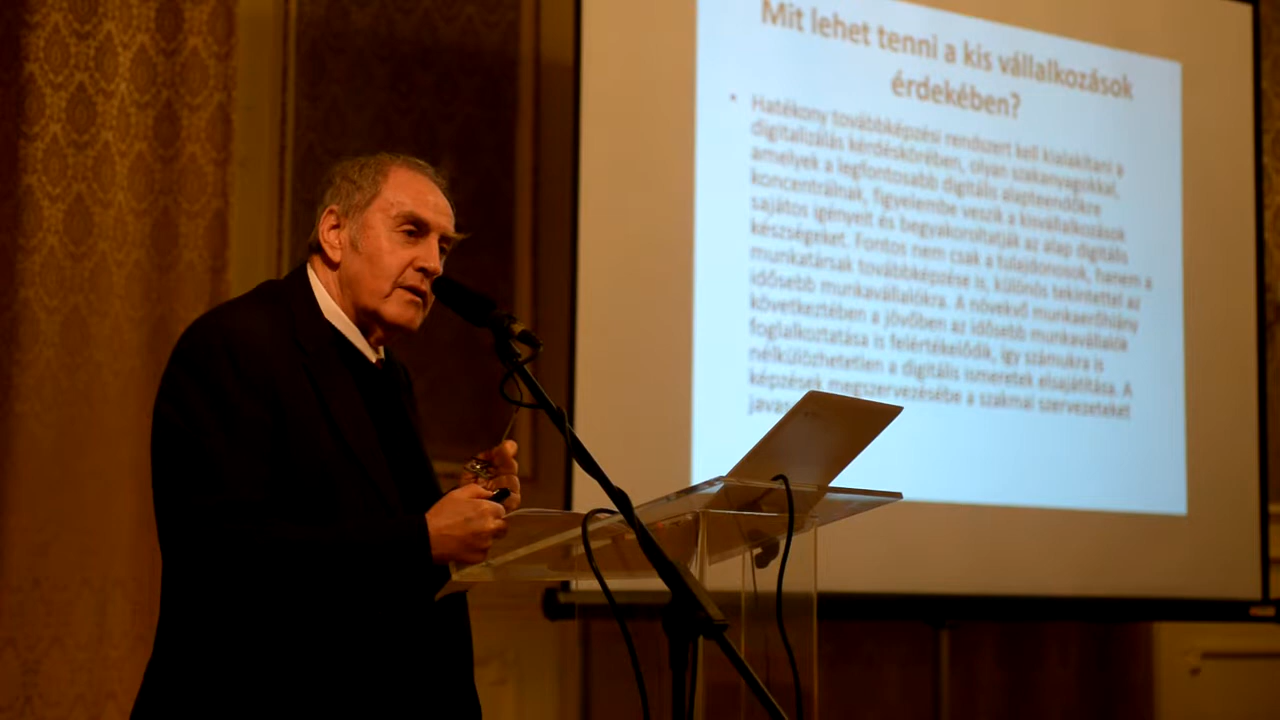 Mit lehet tenni a kis vállalkozások
érdekében?
• Hatékony továbbképzési rendszert kell kialakítani a
digitalizálás kérdéskörében, olyan szakanyagokkal,
amelyek a legfontosabb digitális alapteendőkre
koncentrálnak, figyelembe veszik a kisvállalkozások
sajátos igényeit és begyakoroltatják az alap digitális
készségeket. Fontos nem csak a tulajdonosok, hanem a
munkatársak továbbképzése is, különös tekintettel az
idősebb munkavállalókra. A növekvő munkaerőhiány
következtében a jövőben az idősebb munkavállalók
foglalkoztatása is felértékelődik, így számukra is
nélkülözhetetlen a digitális ismeretek elsajátítása. A
képzések megszervezésébe a szakmai szervezeteket